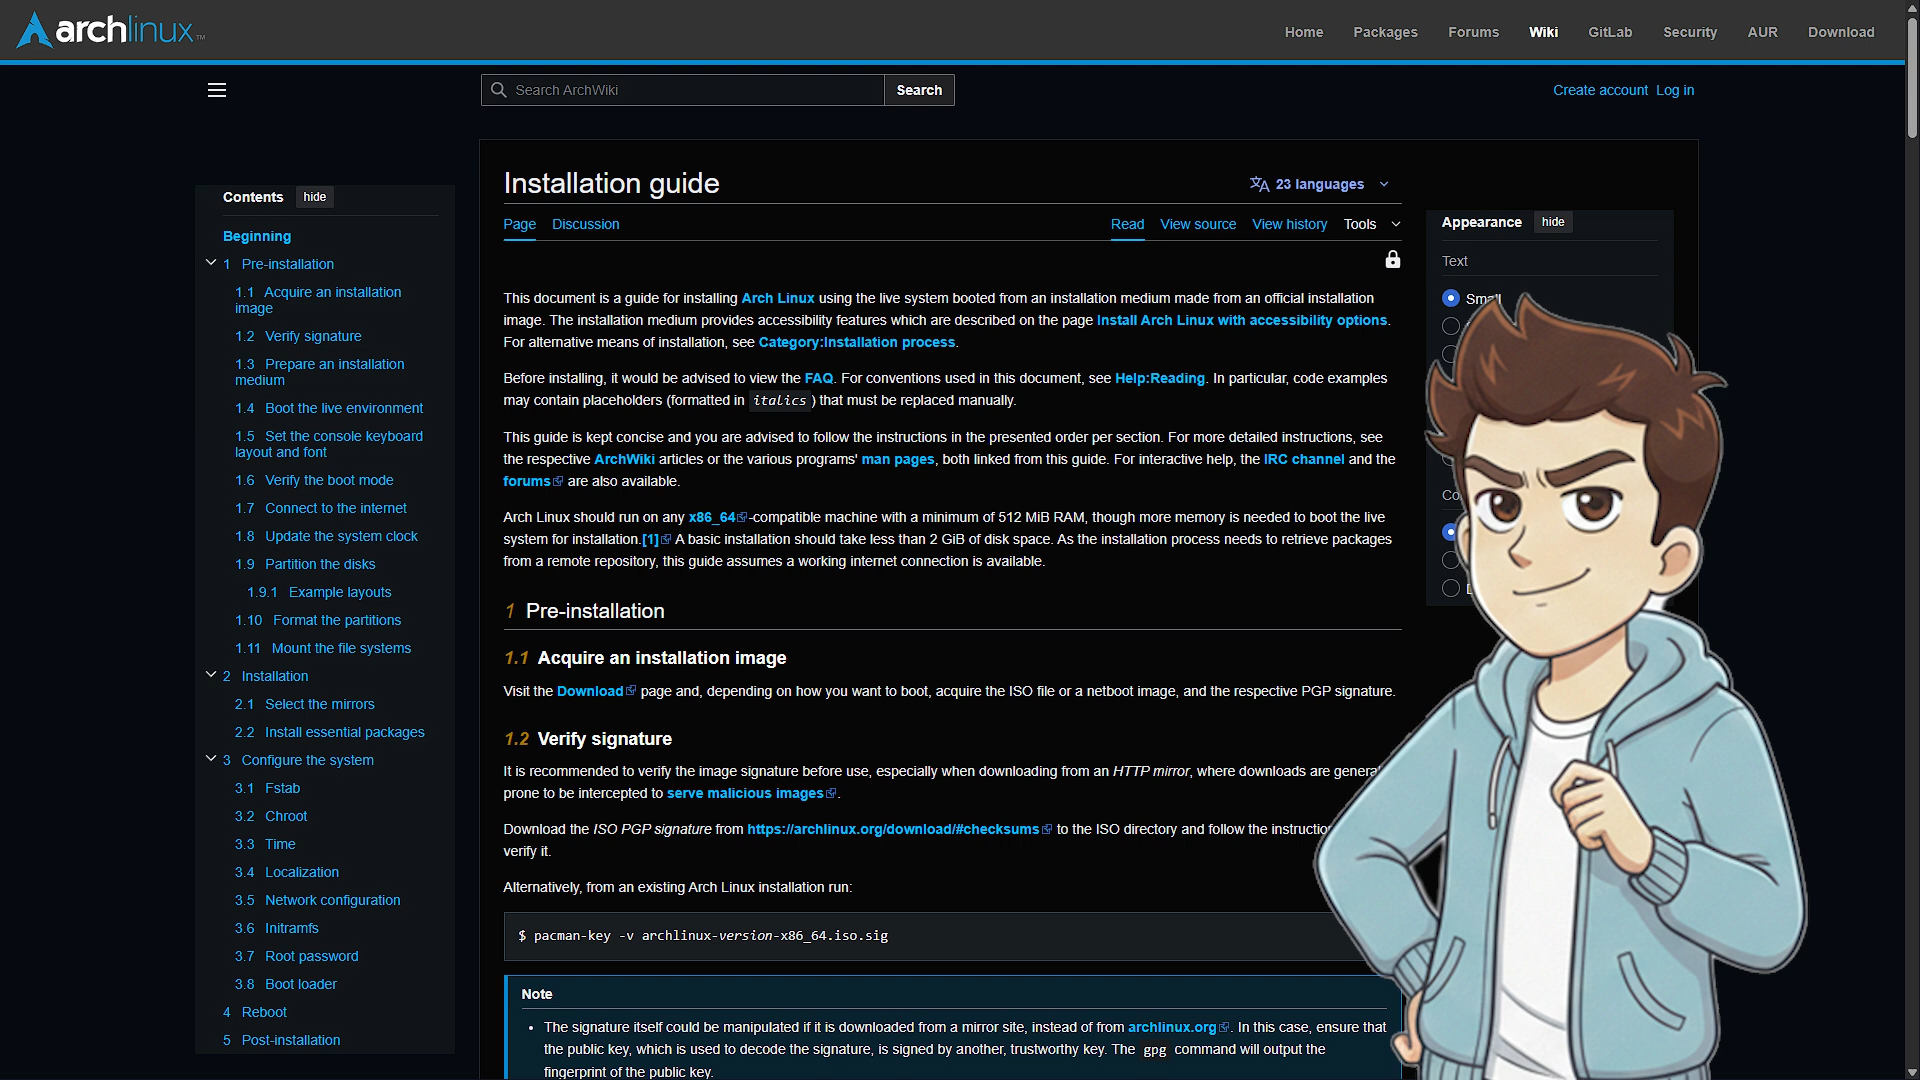 archlinux™
Home Packages Forums Wiki GitLab Security AUR Download
Search ArchWiki Search
Create account Log in
Contents hide
Beginning
1 Pre-installation
1.1 Acquire an installation
image
1.2 Verify signature
1.3 Prepare an installation
medium
1.4 Boot the live environment
1.5 Set the console keyboard
layout and font
1.6 Verify the boot mode
1.7 Connect to the internet
1.8 Update the system clock
1.9 Partition the disks
1.9.1 Example layouts
1.10 Format the partitions
1.11 Mount the file systems
2 Installation
2.1 Select the mirrors
2.2 Install essential packages
3 Configure the system
3.1 Fstab
3.2 Chroot
3.3 Time
3.4 Localization
3.5 Network configuration
3.6 Initramfs
3.7 Root password
3.8 Boot loader
4 Reboot
5 Post-installation
Installation guide
23 languages
Page Discussion
Read View source View history Tools
This document is a guide for installing Arch Linux using the live system booted from an installation medium made from an official installation
image. The installation medium provides accessibility features which are described on the page Install Arch Linux with accessibility options.
For alternative means of installation, see Category:Installation process.
Before installing, it would be advised to view the FAQ. For conventions used in this document, see Help:Reading. In particular, code examples
may contain placeholders (formatted in italics) that must be replaced manually.
This guide is kept concise and you are advised to follow the instructions in the presented order per section. For more detailed instructions, see
the respective ArchWiki articles or the various programs' man pages, both linked from this guide. For interactive help, the IRC channel and the
forums are also available.
Arch Linux should run on any x86_64-compatible machine with a minimum of 512 MiB RAM, though more memory is needed to boot the live
system for installation.[1] A basic installation should take less than 2 GiB of disk space. As the installation process needs to retrieve packages
from a remote repository, this guide assumes a working internet connection is available.
1 Pre-installation
1.1 Acquire an installation image
Visit the Download page and, depending on how you want to boot, acquire the ISO file or a netboot image, and the respective PGP signature.
1.2 Verify signature
It is recommended to verify the image signature before use, especially when downloading from an HTTP mirror, where downloads are
prone to be intercepted to serve malicious images.
Download the ISO PGP signature from https://archlinux.org/download/#checksums to the ISO directory and follow the
verify it.
Alternatively, from an existing Arch Linux installation run:
$ pacman-key -v archlinux-version-x86_64.iso.sig
Note
• The signature itself could be manipulated if it is downloaded from a mirror site, instead of from archlinux.org. In this case, ensure that
the public key, which is used to decode the signature, is signed by another, trustworthy key. The gpg command will output the
fingerprint of the public key.
Appearance hide
Text
Small